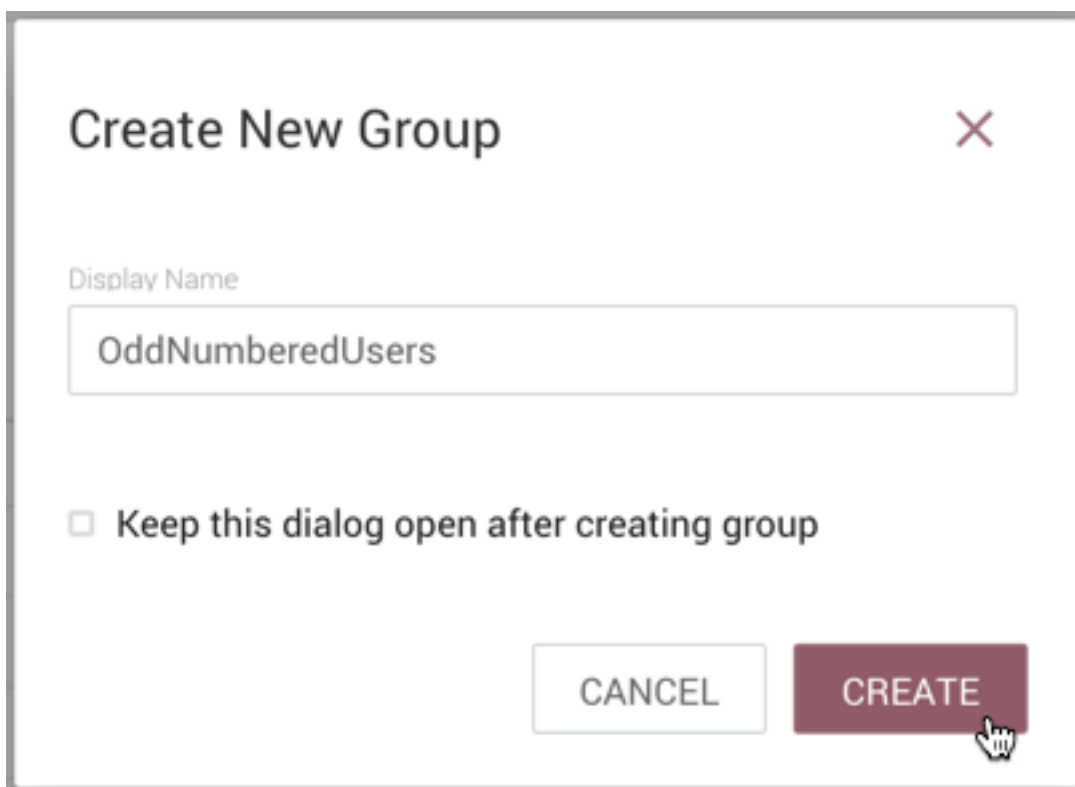 Create New Group
Display Name
OddNumberedUsers
Keep this dialog open after creating group
CANCEL CREATE